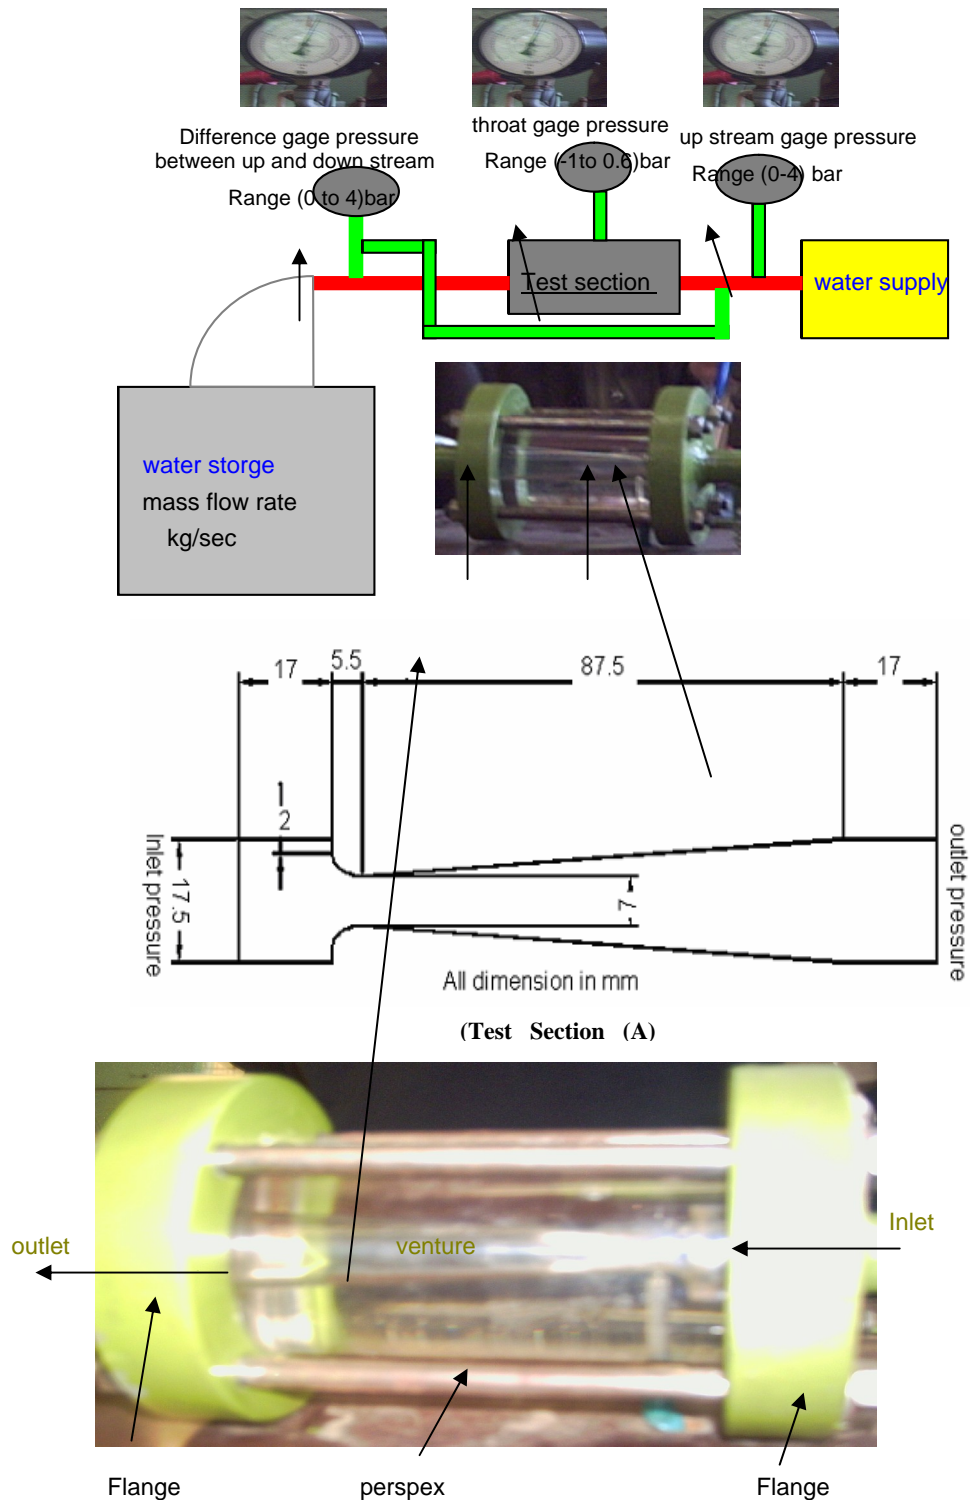 Difference gage pressure
between up and down stream
Range (0 to 4)bar
throat gage pressure
Range (-1to 0.6)bar
up stream gage pressure
Range (0-4) bar
Test section
water supply
water storge
mass flow rate
kg/sec
17
5.5
87.5
17
1
2
Inlet pressure
17.5
7
outlet pressure
All dimension in mm
(Test Section (A)
outlet
venture
Inlet
Flange
perspex
Flange